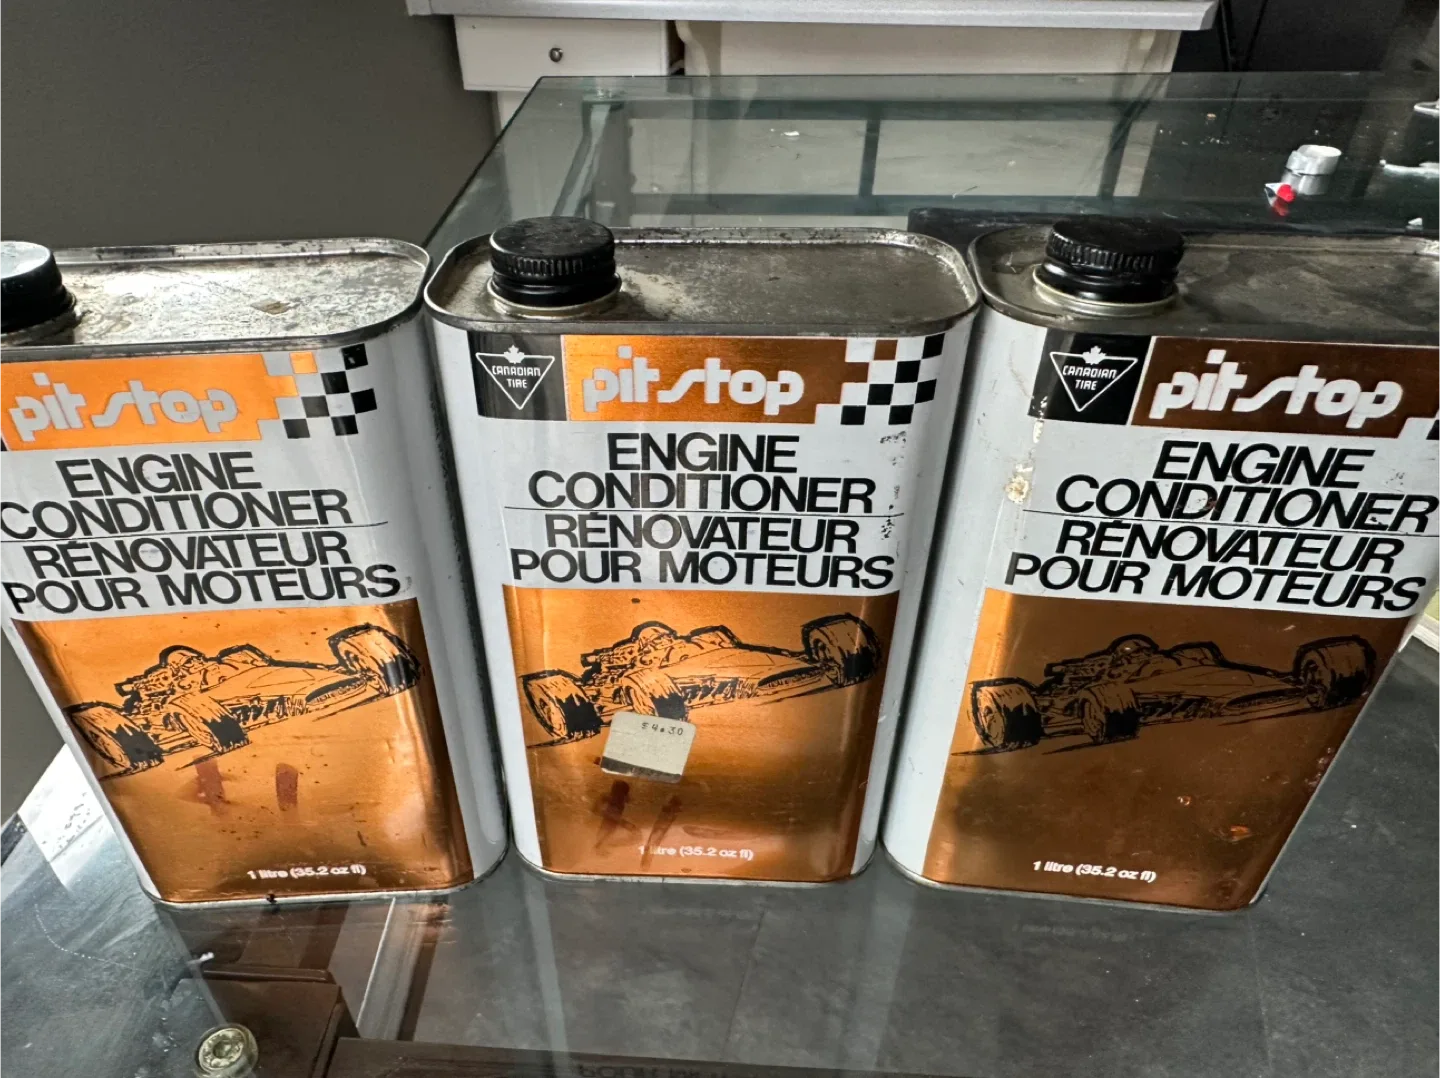 pit stop
ENGINE
CONDITIONER
RÉNOVATEUR
POUR MOTEURS
1 litre (35.2 oz fl)
CANADIAN
TIRE
pit stop
ENGINE
CONDITIONER
RÉNOVATEUR
POUR MOTEURS
1 litre (35.2 oz fl)
CANADIAN
TIRE
pit stop
ENGINE
CONDITIONER
RÉNOVATEUR
POUR MOTEURS
1 litre (35.2 oz fl)